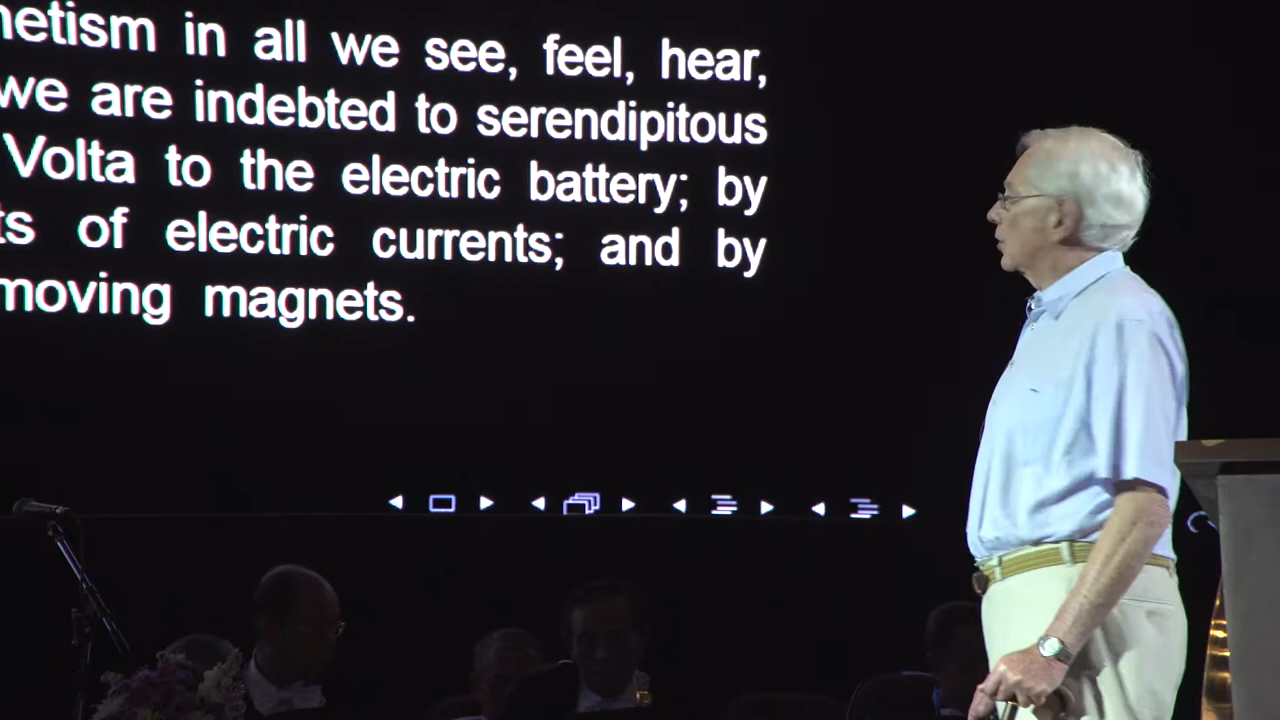 netism in all we see, feel, hear,
we are indebted to serendipitous
Volta to the electric battery; by
ts of electric currents; and by
moving magnets.